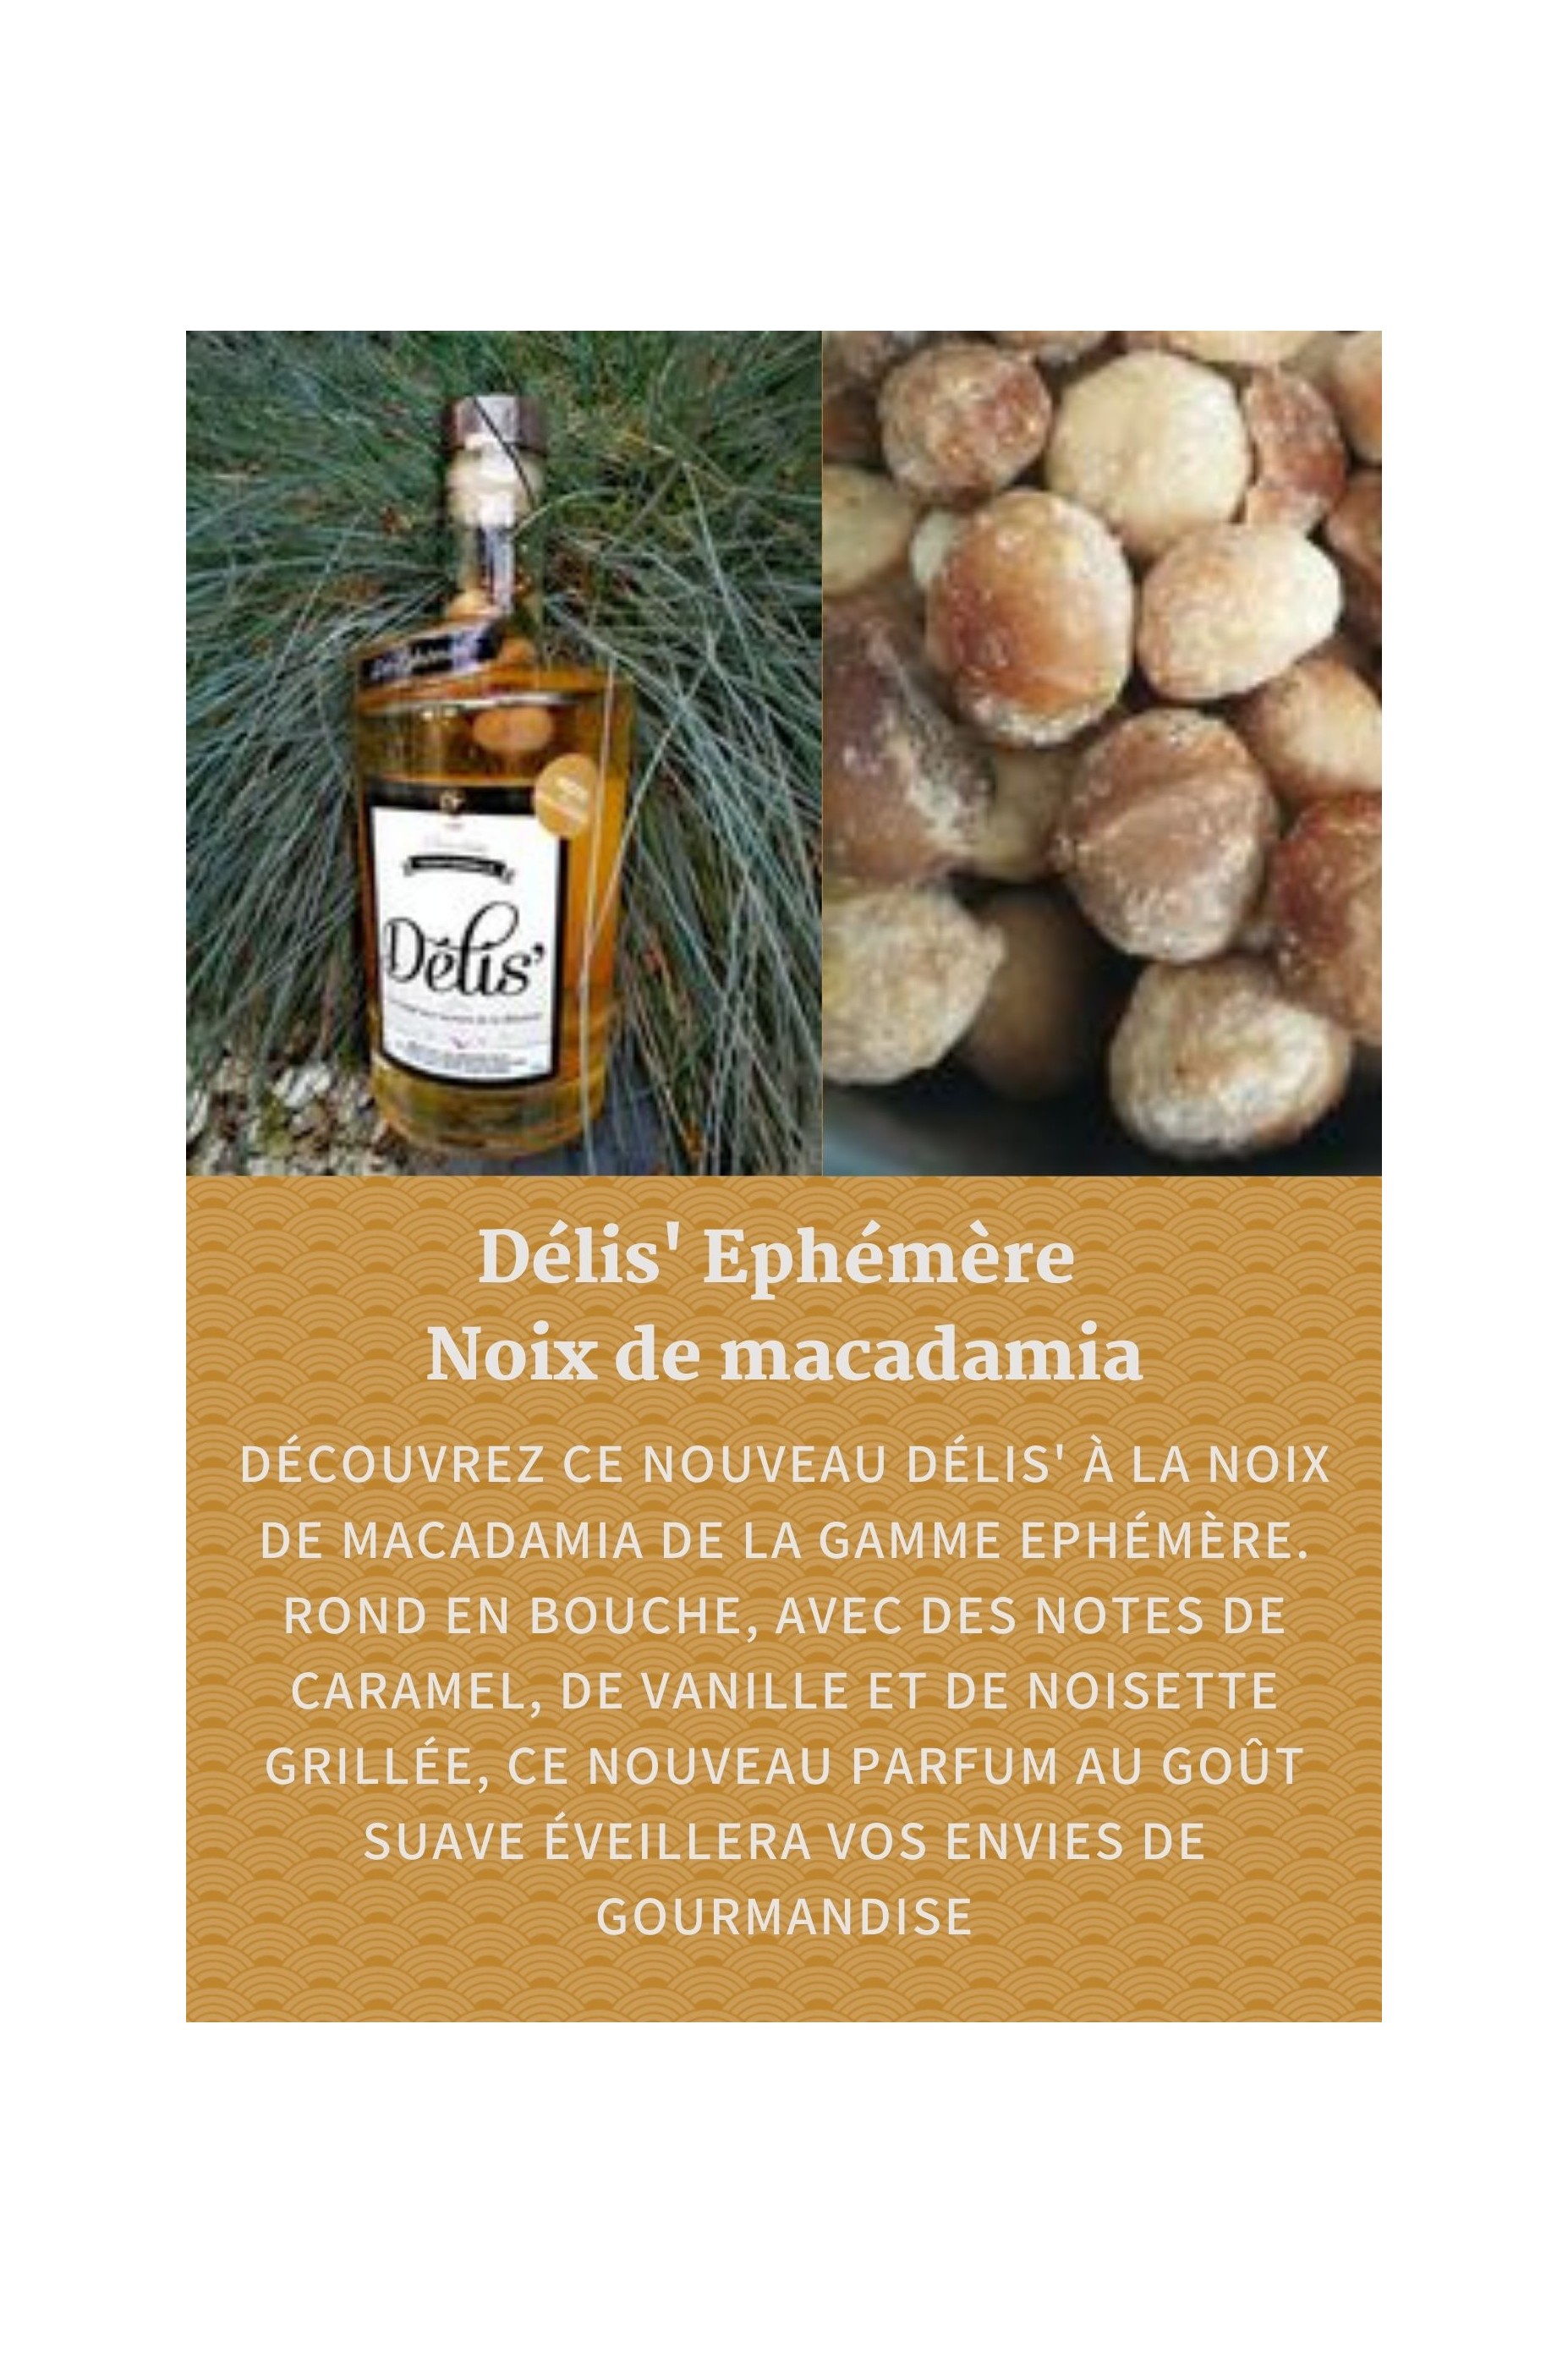 Délis'
Délis' Ephémère
Noix de macadamia
DÉCOUVREZ CE NOUVEAU DÉLIS' À LA NOIX
DE MACADAMIA DE LA GAMME EPHÉMÈRE.
ROND EN BOUCHE, AVEC DES NOTES DE
CARAMEL, DE VANILLE ET DE NOISETTE
GRILLÉE, CE NOUVEAU PARFUM AU GOÛT
SUAVE ÉVEILLERA VOS ENVIES DE
GOURMANDISE